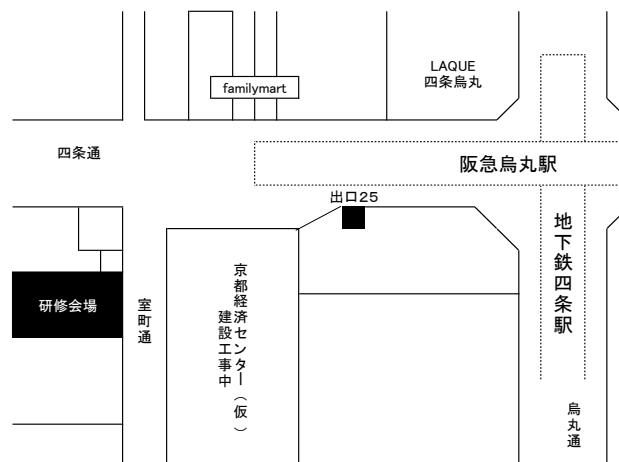 LAQUE
四条烏丸
familymart
四条通
阪急烏丸駅
出口25
地下鉄四条駅
研修会場
室町通
京都経済センター（仮）
建設工事中
烏丸通